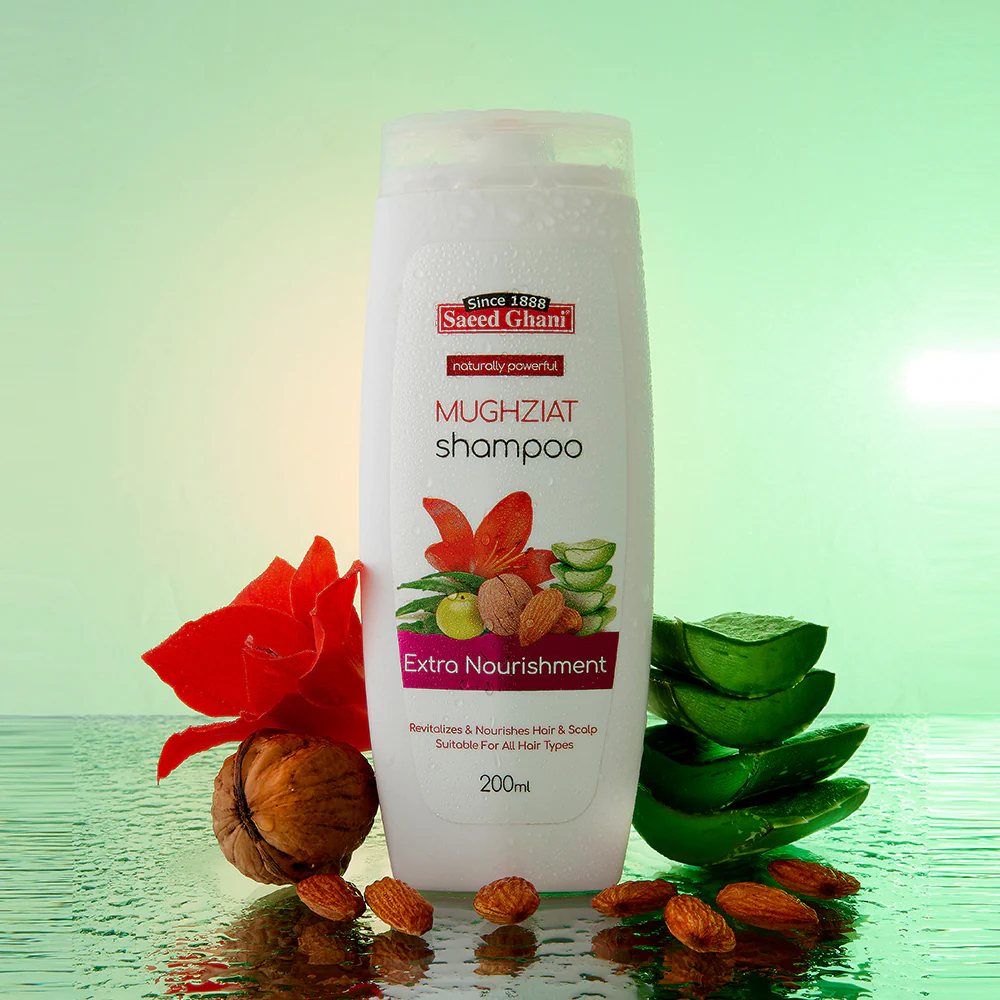 Since 1888
Saeed Ghani®
naturally powerful
MUGHZIAT
shampoo
Extra Nourishment
Revitalizes & Nourishes Hair & Scalp
Suitable For All Hair Types
200ml